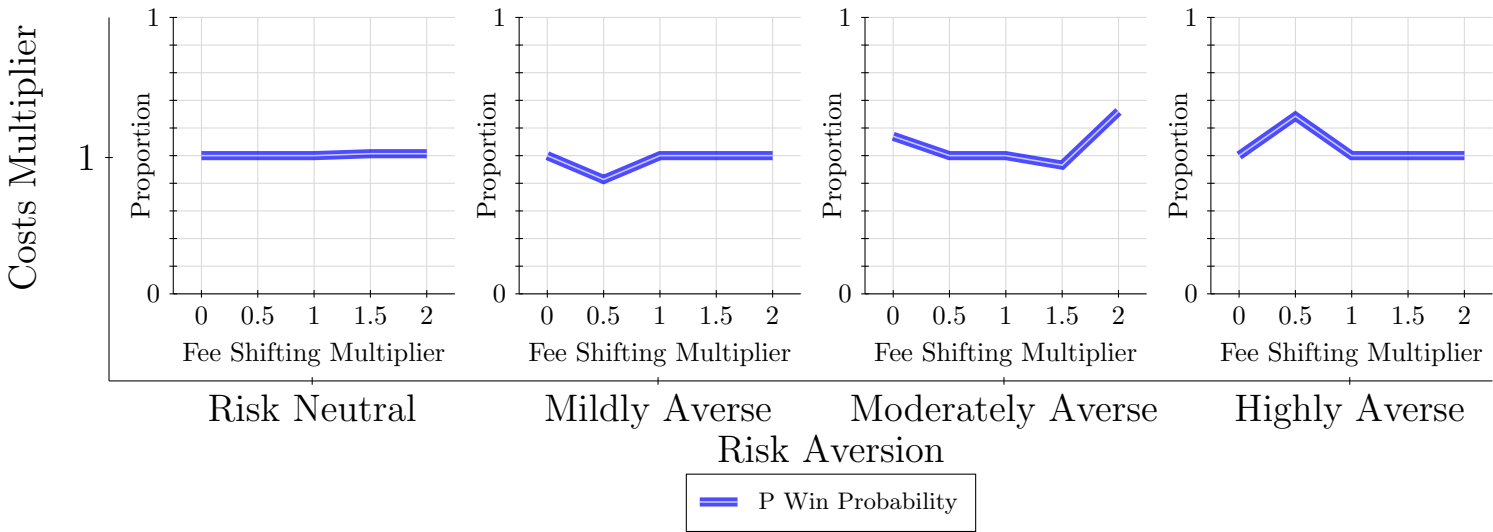 Costs Multiplier
1
1
Proportion
0
0 0.5 1 1.5 2
Fee Shifting Multiplier
1
Proportion
0
0 0.5 1 1.5 2
Fee Shifting Multiplier
1
Proportion
0
0 0.5 1 1.5 2
Fee Shifting Multiplier
1
Proportion
0
0 0.5 1 1.5 2
Fee Shifting Multiplier
Risk Neutral
Mildly Averse
Moderately Averse
Highly Averse
Risk Aversion
P Win Probability